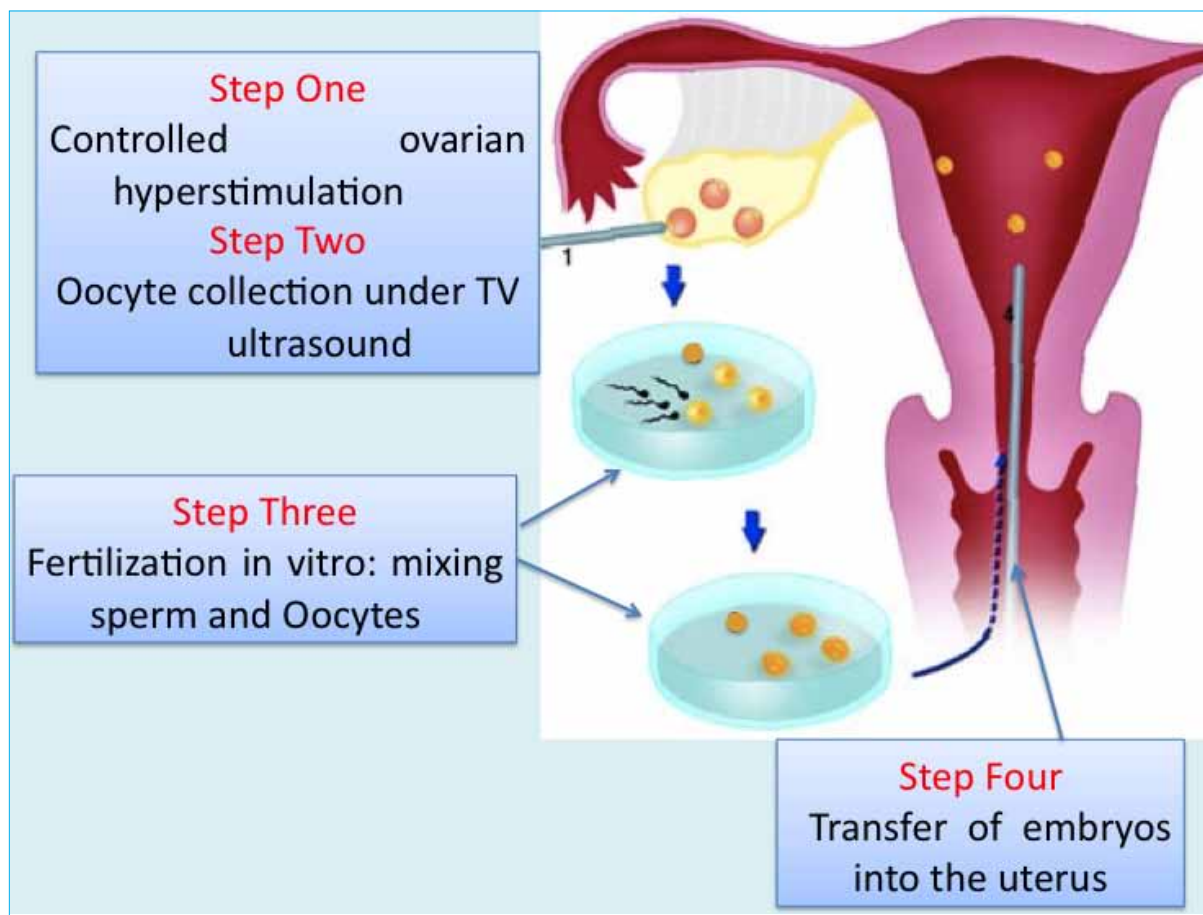 Step One
Controlled ovarian
hyperstimulation
Step Two
Oocyte collection under TV
ultrasound
1
4
Step Three
Fertilization in vitro: mixing
sperm and Oocytes
Step Four
Transfer of embryos
into the uterus